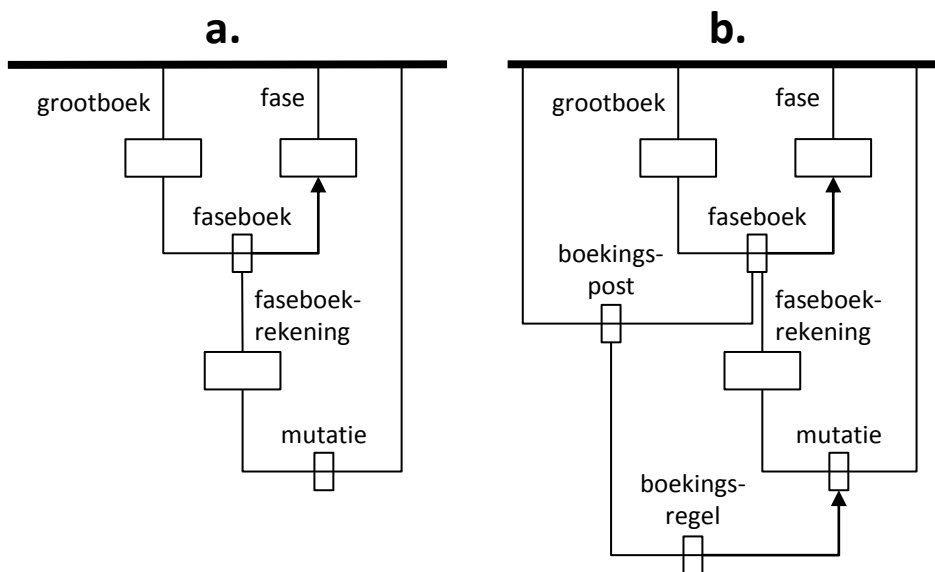 a.
grootboek
fase
faseboek
faseboek-
rekening
mutatie
b.
grootboek
fase
faseboek
boekings-
post
faseboek-
rekening
mutatie
boekings-
regel